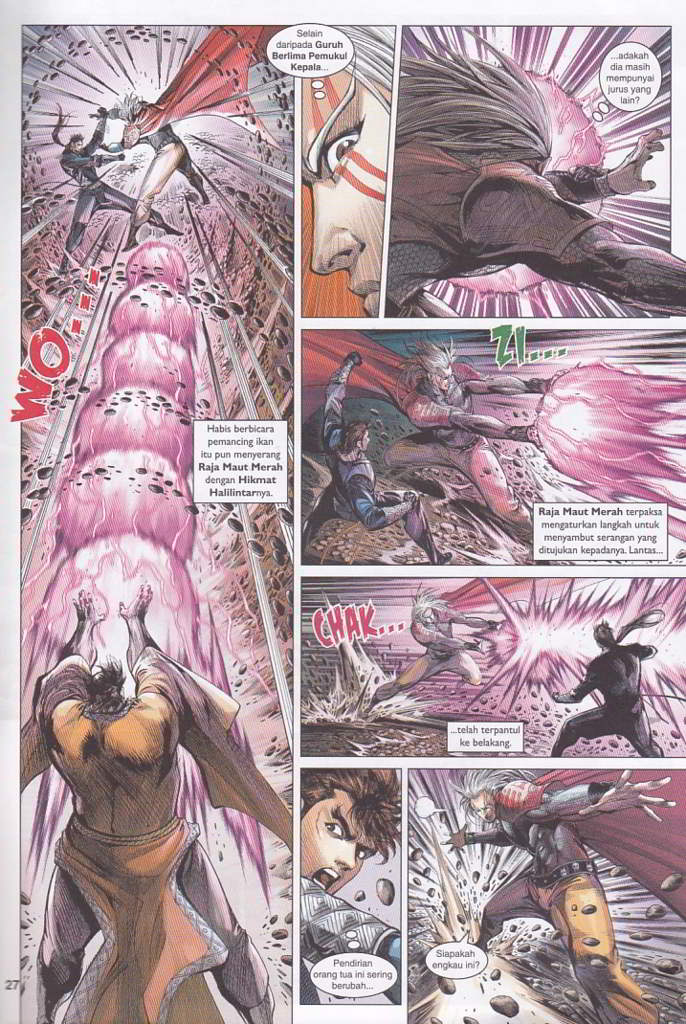 Selain
daripada Guruh
Berlima Pemukul
Kepala...
...adakah
dia masih
mempunyai
jurus yang
lain?
WO....
Habis berbicara
pemancing ikan
itu pun menyerang
Raja Maut Merah
dengan Hikmat
Halilintarnya.
ZI....
Raja Maut Merah terpaksa
mengaturkan langkah untuk
menyambut serangan yang
ditujukan kepadanya. Lantas...
CHAK...
...telah terpantul
ke belakang.
Pendirian
orang tua ini sering
berubah...
Siapakah
engkau ini?
27